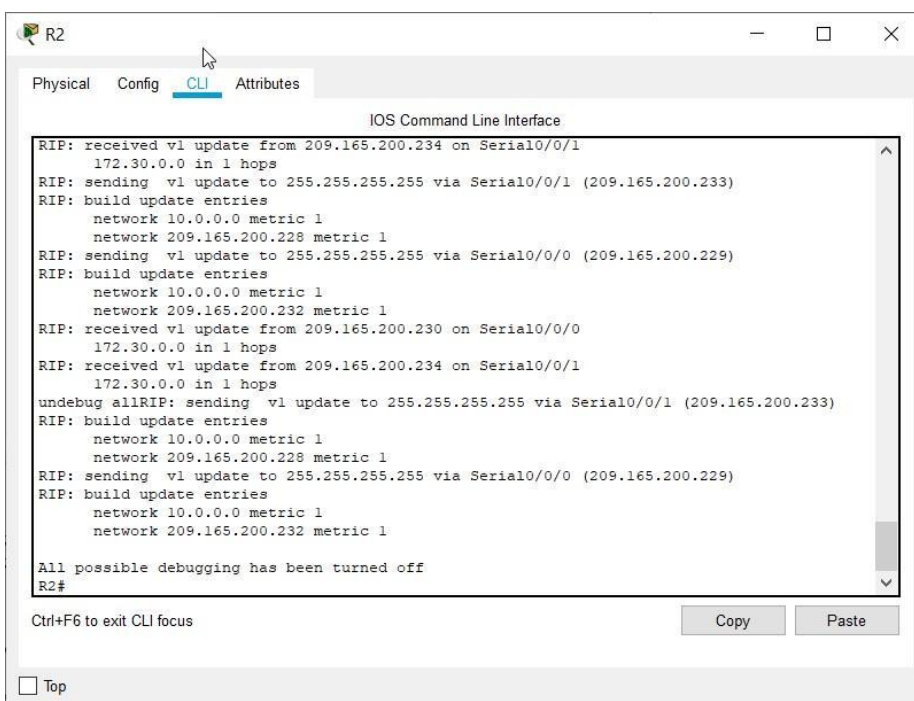 R2
Physical Config CLI Attributes
IOS Command Line Interface
RIP: received v1 update from 209.165.200.234 on Serial0/0/1
172.30.0.0 in 1 hops
RIP: sending  v1 update to 255.255.255.255 via Serial0/0/1 (209.165.200.233)
RIP: build update entries
network 10.0.0.0 metric 1
network 209.165.200.228 metric 1
RIP: sending  v1 update to 255.255.255.255 via Serial0/0/0 (209.165.200.229)
RIP: build update entries
network 10.0.0.0 metric 1
network 209.165.200.232 metric 1
RIP: received v1 update from 209.165.200.230 on Serial0/0/0
172.30.0.0 in 1 hops
RIP: received v1 update from 209.165.200.234 on Serial0/0/1
172.30.0.0 in 1 hops
undebug allRIP: sending  v1 update to 255.255.255.255 via Serial0/0/1 (209.165.200.233)
RIP: build update entries
network 10.0.0.0 metric 1
network 209.165.200.228 metric 1
RIP: sending  v1 update to 255.255.255.255 via Serial0/0/0 (209.165.200.229)
RIP: build update entries
network 10.0.0.0 metric 1
network 209.165.200.232 metric 1
All possible debugging has been turned off
R2#
Ctrl+F6 to exit CLI focus
Copy Paste
Top